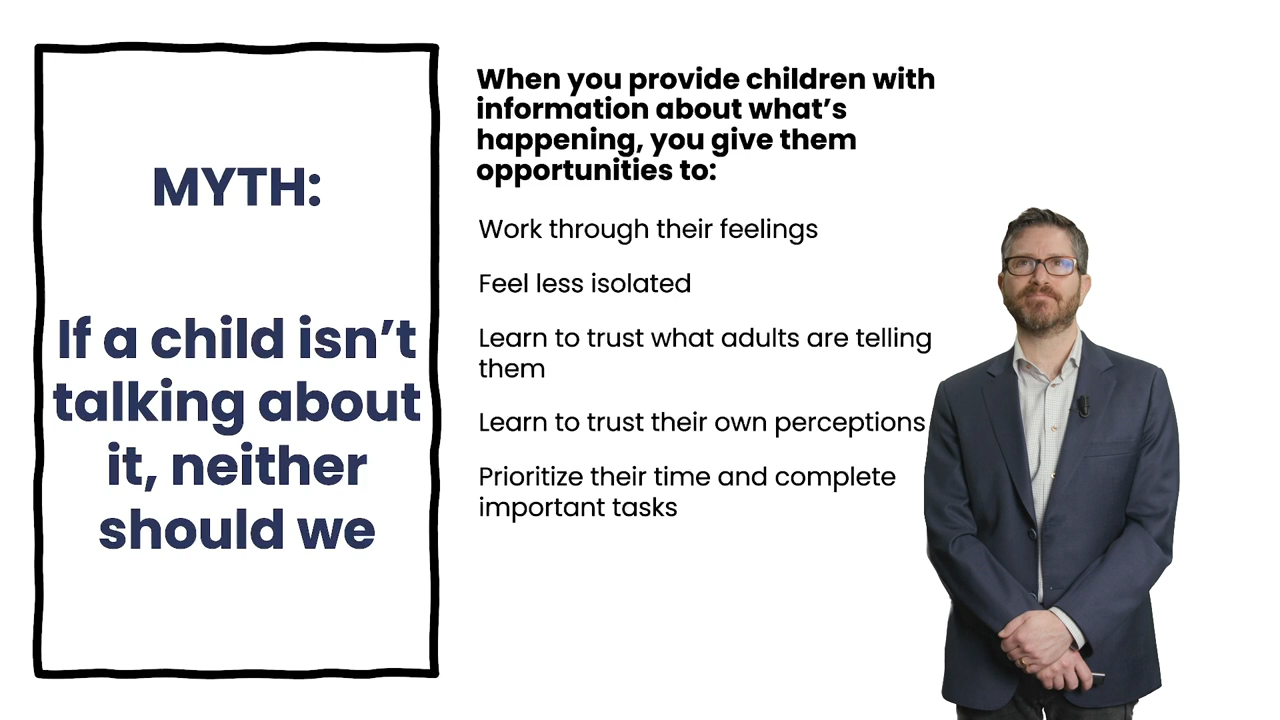 MYTH:
If a child isn’t
talking about
it, neither
should we
When you provide children with
information about what’s
happening, you give them
opportunities to:
Work through their feelings
Feel less isolated
Learn to trust what adults are telling
them
Learn to trust their own perceptions
Prioritize their time and complete
important tasks